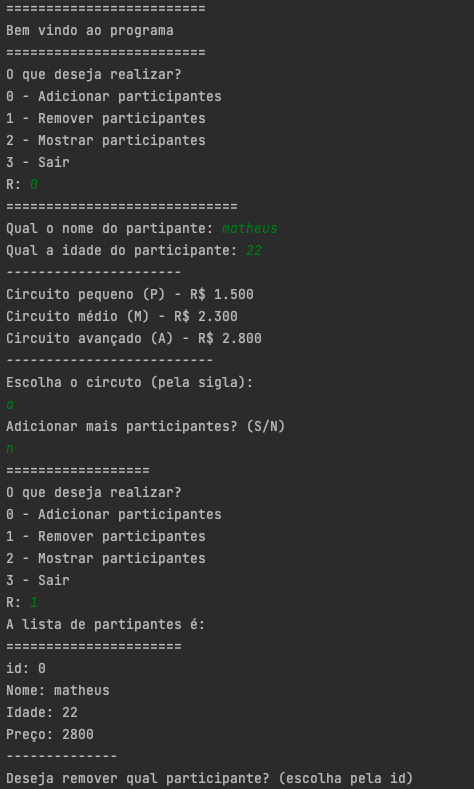 =========================
Bem vindo ao programa
=========================
O que deseja realizar?
0 - Adicionar participantes
1 - Remover participantes
2 - Mostrar participantes
3 - Sair
R: 0
=============================
Qual o nome do partipante: matheus
Qual a idade do participante: 22
----------------------
Circuito pequeno (P) - R$ 1.500
Circuito médio (M) - R$ 2.300
Circuito avançado (A) - R$ 2.800
--------------------------
Escolha o circuto (pela sigla):
a
Adicionar mais participantes? (S/N)
n
==================
O que deseja realizar?
0 - Adicionar participantes
1 - Remover participantes
2 - Mostrar participantes
3 - Sair
R: 1
A lista de partipantes é:
======================
id: 0
Nome: matheus
Idade: 22
Preço: 2800
--------------
Deseja remover qual participante? (escolha pela id)